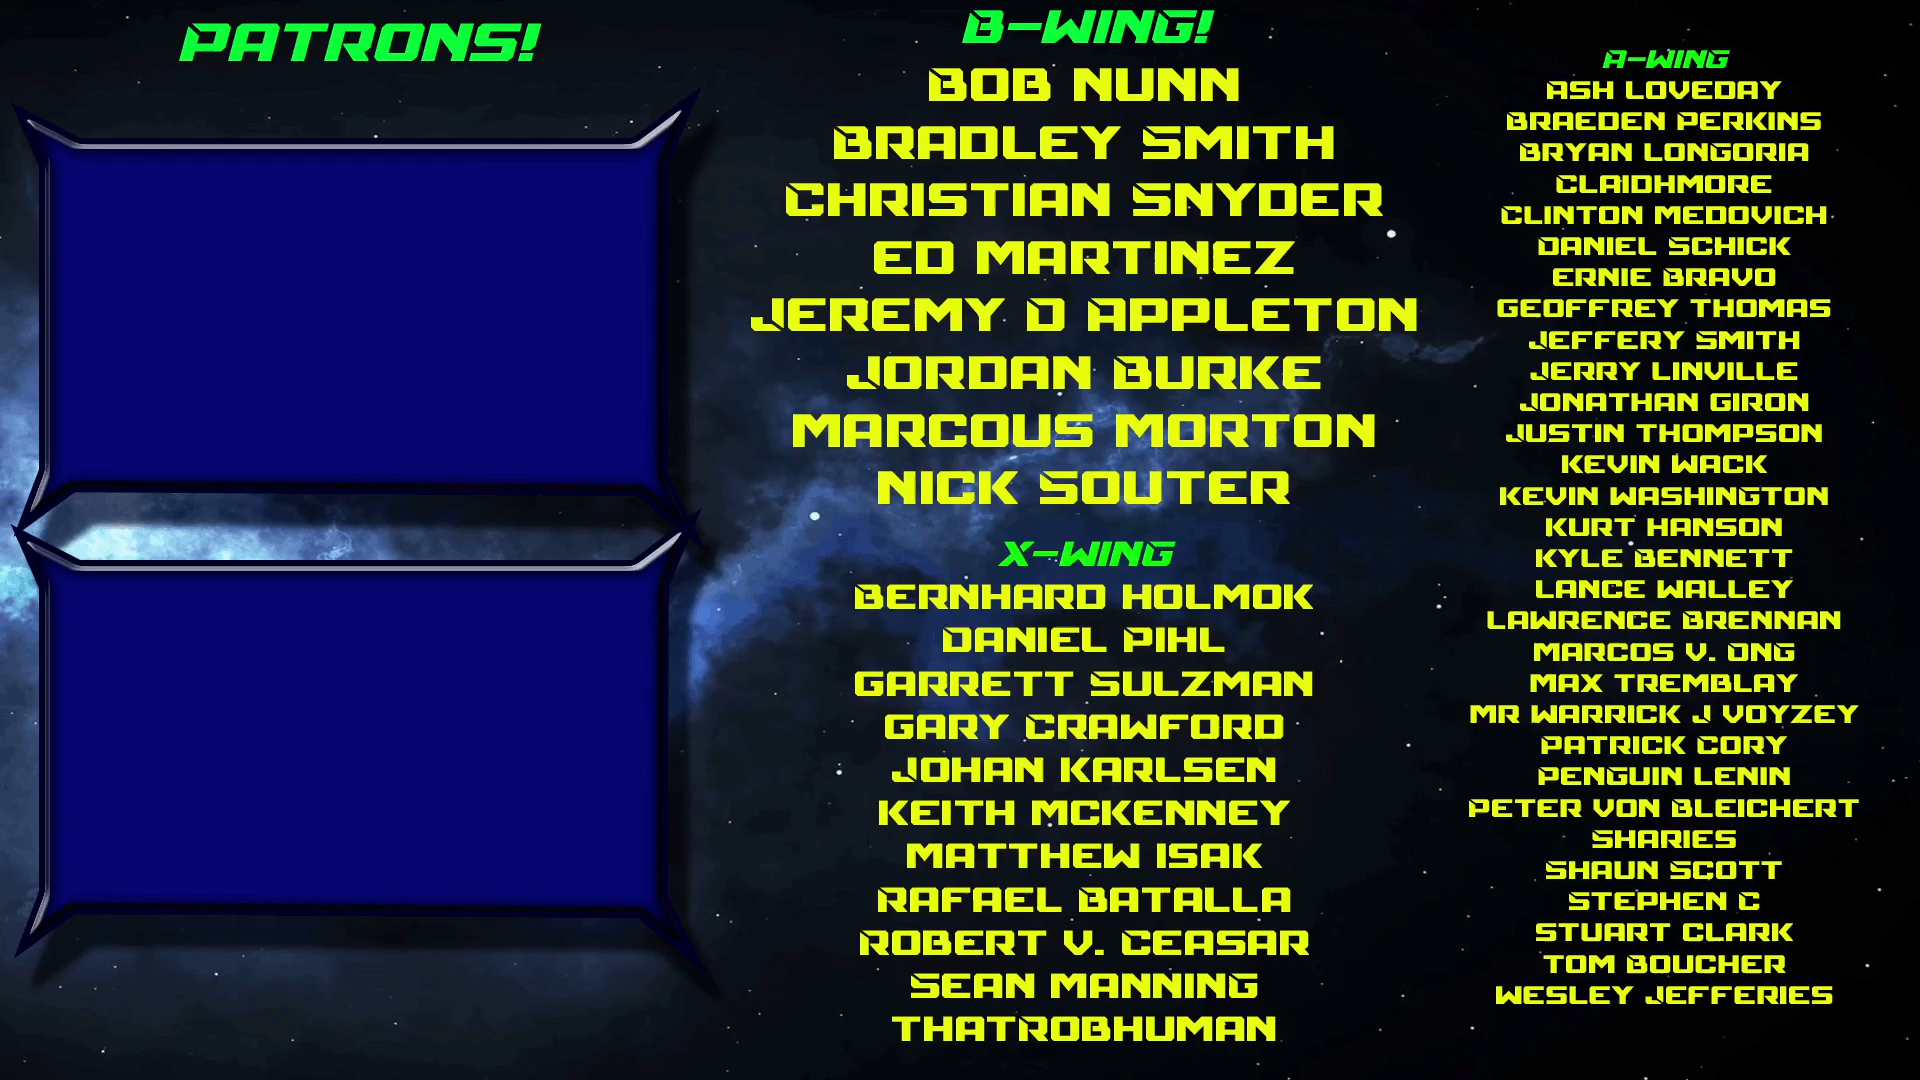 PATRONS!
B-WING!
BOB NUNN
BRADLEY SMITH
CHRISTIAN SNYDER
ED MARTINEZ
JEREMY D APPLETON
JORDAN BURKE
MARCOUS MORTON
NICK SOUTER
X-WING
BERNHARD HOLMOK
DANIEL PIHL
GARRETT SULZMAN
GARY CRAWFORD
JOHAN KARLSEN
KEITH MCKENNEY
MATTHEW ISAK
RAFAEL BATALLA
ROBERT V. CEASAR
SEAN MANNING
THATROBHUMAN
A-WING
ASH LOVEDAY
BRAEDEN PERKINS
BRYAN LONGORIA
CLAIDHMORE
CLINTON MEDOVICH
DANIEL SCHICK
ERNIE BRAVO
GEOFFREY THOMAS
JEFFERY SMITH
JERRY LINVILLE
JONATHAN GIRON
JUSTIN THOMPSON
KEVIN WACK
KEVIN WASHINGTON
KURT HANSON
KYLE BENNETT
LANCE WALLEY
LAWRENCE BRENNAN
MARCOS V. ONG
MAX TREMBLAY
MR WARRICK J VOYZEY
PATRICK CORY
PENGUIN LENIN
PETER VON BLEICHERT
SHARIES
SHAUN SCOTT
STEPHEN C
STUART CLARK
TOM BOUCHER
WESLEY JEFFERIES